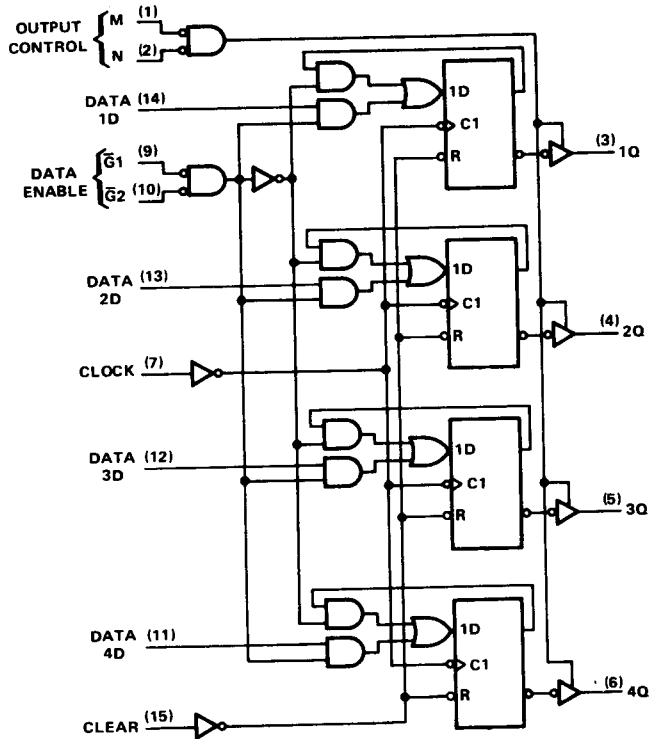 OUTPUT
CONTROL
M (1)
N (2)
DATA (14)
1D
DATA
ENABLE
G̅1 (9)
G̅2 (10)
1D
C1
R
(3)
1Q
DATA (13)
2D
1D
C1
R
(4)
2Q
CLOCK (7)
DATA (12)
3D
1D
C1
R
(5)
3Q
DATA (11)
4D
1D
C1
R
(6)
4Q
CLEAR (15)